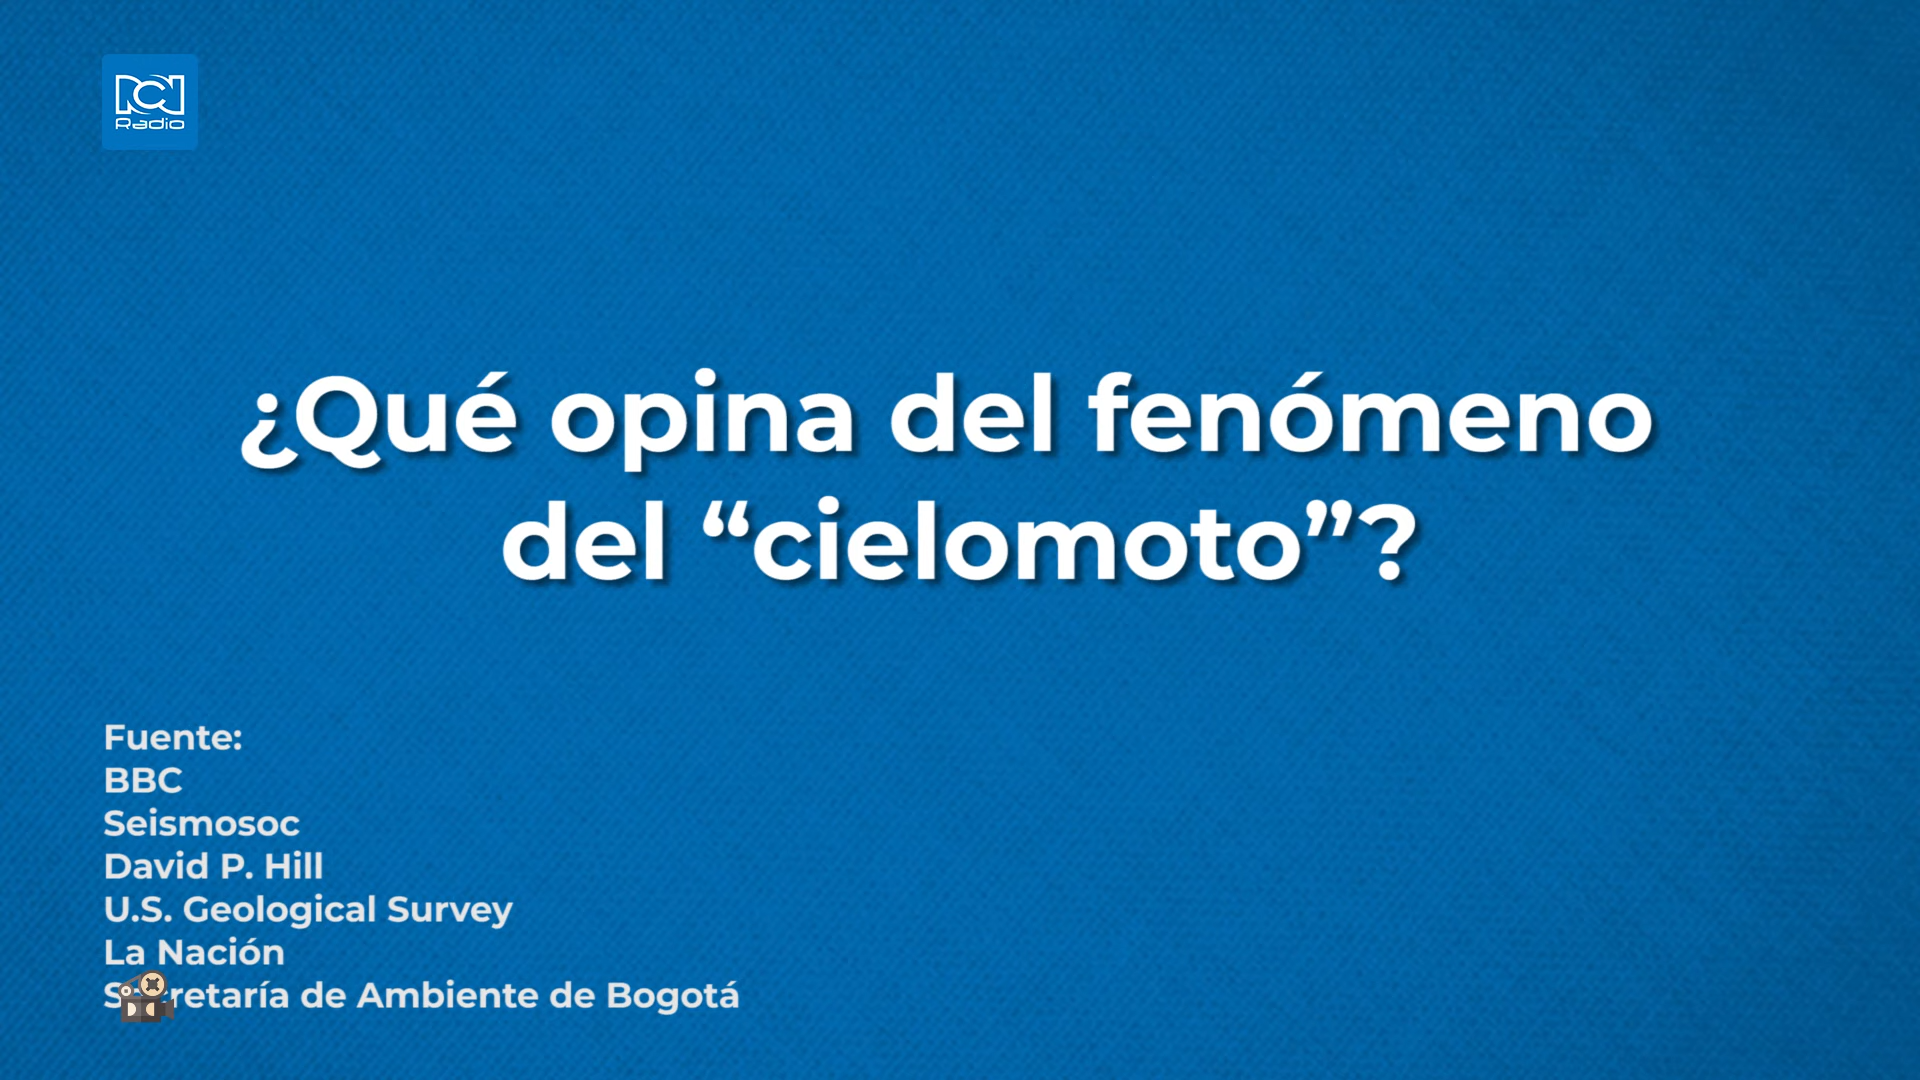 RCN
Radio
¿Qué opina del fenómeno
del “cielomoto”?
Fuente:
BBC
Seismosoc
David P. Hill
U.S. Geological Survey
La Nación
Secretaría de Ambiente de Bogotá